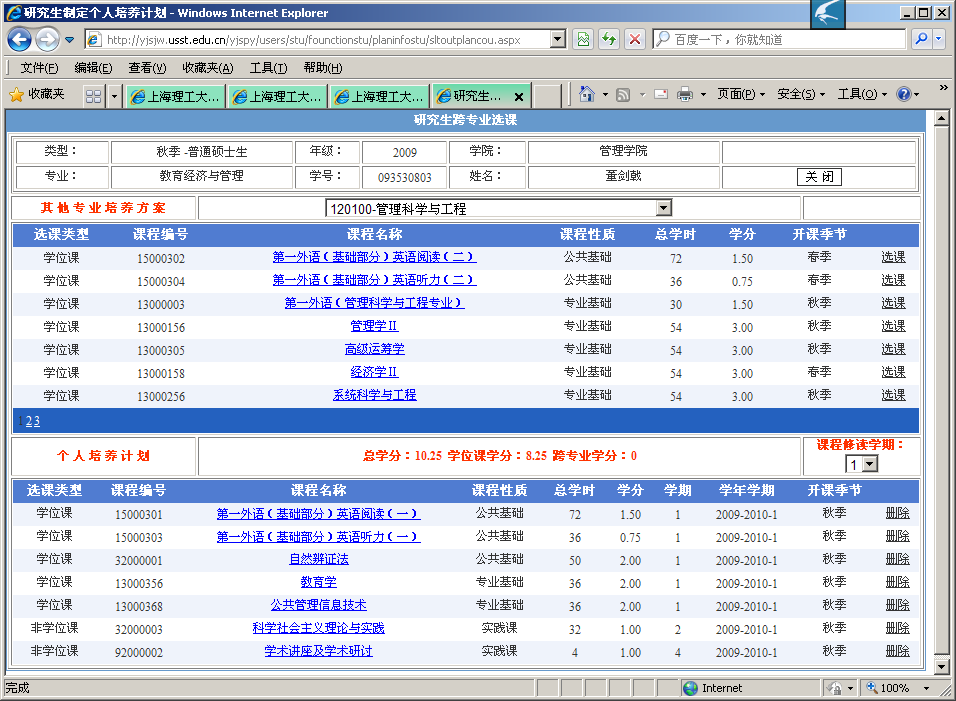 研究生制定个人培养计划 - Windows Internet Explorer
http://yjsjw.usst.edu.cn/yjspy/users/stu/founctionstu/planinfostu/sltoutplancou.aspx 百度一下，你就知道
文件(F) 编辑(E) 查看(V) 收藏夹(A) 工具(T) 帮助(H)
收藏夹 上海理工大... 上海理工大... 上海理工大... 研究生... 页面(P) 安全(S) 工具(O)
研究生跨专业选课
类型： 秋季 -普通硕士生 年级： 2009 学院： 管理学院
专业： 教育经济与管理 学号： 093530803 姓名： 董剑戟 关 闭
其他专业培养方案 120100-管理科学与工程
选课类型 课程编号 课程名称 课程性质 总学时 学分 开课季节
学位课 15000302 第一外语（基础部分）英语阅读（二） 公共基础 72 1.50 春季 选课
学位课 15000304 第一外语（基础部分）英语听力（二） 公共基础 36 0.75 春季 选课
学位课 13000003 第一外语（管理科学与工程专业） 专业基础 30 1.50 秋季 选课
学位课 13000156 管理学Ⅱ 专业基础 54 3.00 春季 选课
学位课 13000305 高级运筹学 专业基础 54 3.00 秋季 选课
学位课 13000158 经济学Ⅱ 专业基础 54 3.00 春季 选课
学位课 13000256 系统科学与工程 专业基础 54 3.00 秋季 选课
1 2 3
个人培养计划 总学分：10.25 学位课学分：8.25 跨专业学分：0 课程修读学期：
1
选课类型 课程编号 课程名称 课程性质 总学时 学分 学期 学年学期 开课季节
学位课 15000301 第一外语（基础部分）英语阅读（一） 公共基础 72 1.50 1 2009-2010-1 秋季 删除
学位课 15000303 第一外语（基础部分）英语听力（一） 公共基础 36 0.75 1 2009-2010-1 秋季 删除
学位课 32000001 自然辨证法 公共基础 50 2.00 1 2009-2010-1 秋季 删除
学位课 13000356 教育学 专业基础 36 2.00 1 2009-2010-1 秋季 删除
学位课 13000368 公共管理信息技术 专业基础 36 2.00 1 2009-2010-1 秋季 删除
非学位课 32000003 科学社会主义理论与实践 实践课 32 1.00 2 2009-2010-1 秋季 删除
非学位课 92000002 学术讲座及学术研讨 实践课 4 1.00 4 2009-2010-1 秋季 删除
完成 Internet 100%